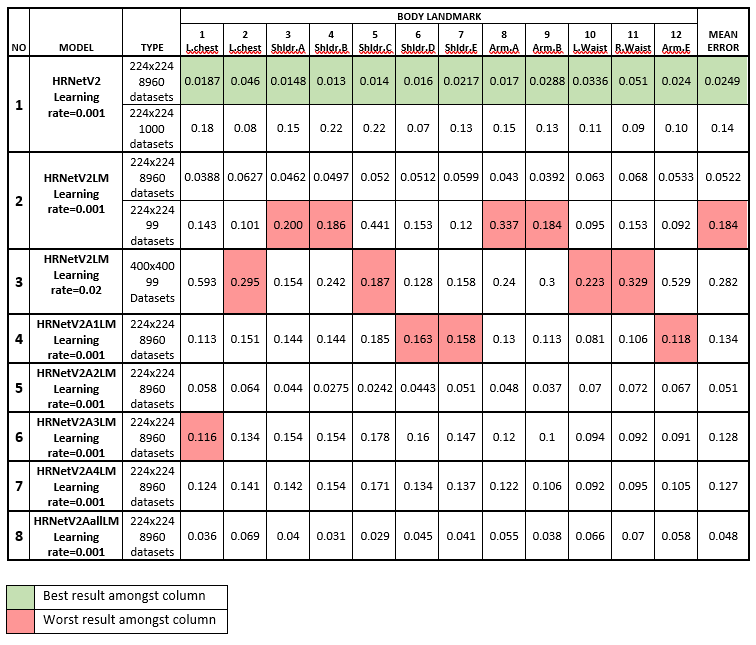 BODY LANDMARK
NO MODEL TYPE 1 2 3 4 5 6 7 8 9 10 11 12 MEAN ERROR
L.chest L.chest Shldr.A Shldr.B Shldr.C Shldr.D Shldr.E Arm.A Arm.B L.Waist R.Waist Arm.E
1 HRNetV2 Learning rate=0.001 224x224 8960 datasets 0.0187 0.046 0.0148 0.013 0.014 0.016 0.0217 0.017 0.0288 0.0336 0.051 0.024 0.0249
224x224 1000 datasets 0.18 0.08 0.15 0.22 0.22 0.07 0.13 0.15 0.13 0.11 0.09 0.10 0.14
2 HRNetV2LM Learning rate=0.001 224x224 8960 datasets 0.0388 0.0627 0.0462 0.0497 0.052 0.0512 0.0599 0.043 0.0392 0.063 0.068 0.0533 0.0522
224x224 99 datasets 0.143 0.101 0.200 0.186 0.441 0.153 0.12 0.337 0.184 0.095 0.153 0.092 0.184
3 HRNetV2LM Learning rate=0.02 400x400 99 Datasets 0.593 0.295 0.154 0.242 0.187 0.128 0.158 0.24 0.3 0.223 0.329 0.529 0.282
4 HRNetV2A1LM Learning rate=0.001 224x224 8960 datasets 0.113 0.151 0.144 0.144 0.185 0.163 0.158 0.13 0.113 0.081 0.106 0.118 0.134
5 HRNetV2A2LM Learning rate=0.001 224x224 8960 datasets 0.058 0.064 0.044 0.0275 0.0242 0.0443 0.051 0.048 0.037 0.07 0.072 0.067 0.051
6 HRNetV2A3LM Learning rate=0.001 224x224 8960 datasets 0.116 0.134 0.154 0.154 0.178 0.16 0.147 0.12 0.1 0.094 0.092 0.091 0.128
7 HRNetV2A4LM Learning rate=0.001 224x224 8960 datasets 0.124 0.141 0.142 0.154 0.171 0.134 0.137 0.122 0.106 0.092 0.095 0.105 0.127
8 HRNetV2AallLM Learning rate=0.001 224x224 8960 datasets 0.036 0.069 0.04 0.031 0.029 0.045 0.041 0.055 0.038 0.066 0.07 0.058 0.048
Best result amongst column
Worst result amongst column